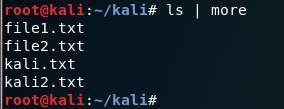 root@kali:~/kali# ls | more
file1.txt
file2.txt
kali.txt
kali2.txt
root@kali:~/kali#